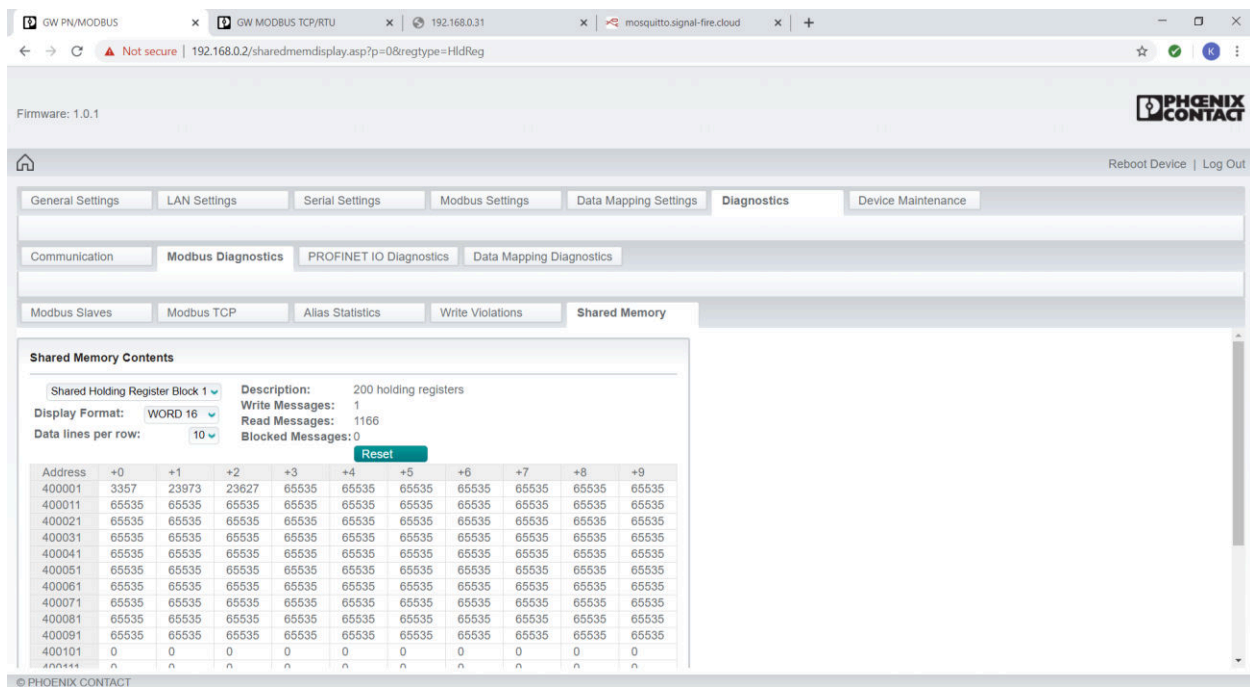 GW PN/MODBUS GW MODBUS TCP/RTU 192.168.0.31 mosquitto.signal-fire.cloud
Not secure | 192.168.0.2/sharedmemdisplay.asp?p=0&regtype=HldReg K
PHŒNIX
CONTACT
Firmware: 1.0.1
Reboot Device | Log Out
General Settings LAN Settings Serial Settings Modbus Settings Data Mapping Settings Diagnostics Device Maintenance
Communication Modbus Diagnostics PROFINET IO Diagnostics Data Mapping Diagnostics
Modbus Slaves Modbus TCP Alias Statistics Write Violations Shared Memory
Shared Memory Contents
Shared Holding Register Block 1 Description: 200 holding registers
Write Messages: 1
Display Format: WORD 16 Read Messages: 1166
Data lines per row: 10 Blocked Messages: 0
Reset
Address +0 +1 +2 +3 +4 +5 +6 +7 +8 +9
400001 3357 23973 23627 65535 65535 65535 65535 65535 65535 65535
400011 65535 65535 65535 65535 65535 65535 65535 65535 65535 65535
400021 65535 65535 65535 65535 65535 65535 65535 65535 65535 65535
400031 65535 65535 65535 65535 65535 65535 65535 65535 65535 65535
400041 65535 65535 65535 65535 65535 65535 65535 65535 65535 65535
400051 65535 65535 65535 65535 65535 65535 65535 65535 65535 65535
400061 65535 65535 65535 65535 65535 65535 65535 65535 65535 65535
400071 65535 65535 65535 65535 65535 65535 65535 65535 65535 65535
400081 65535 65535 65535 65535 65535 65535 65535 65535 65535 65535
400091 65535 65535 65535 65535 65535 65535 65535 65535 65535 65535
400101 0 0 0 0 0 0 0 0 0 0
© PHOENIX CONTACT